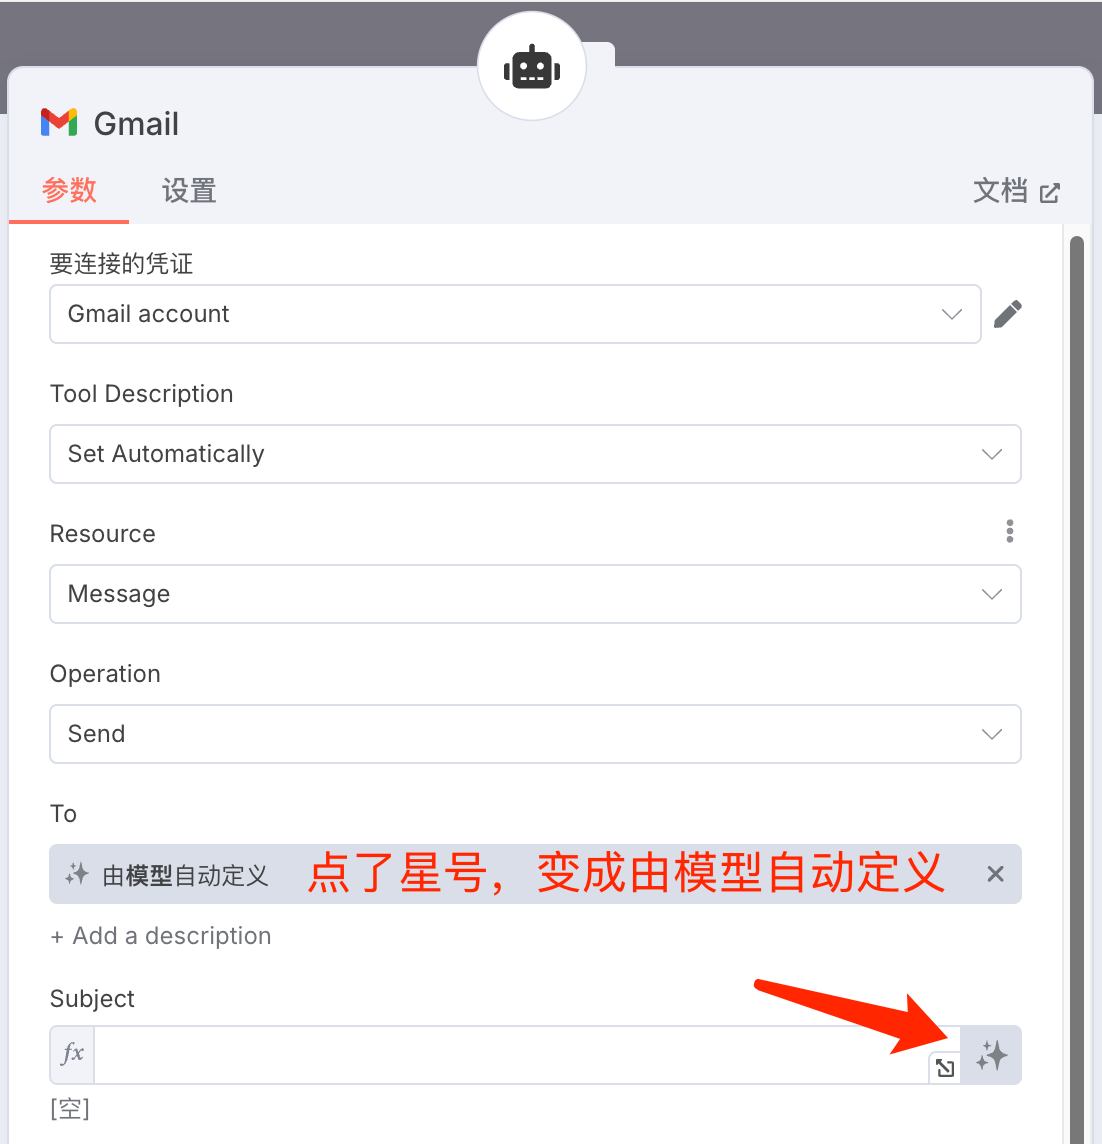 Gmail
参数 设置 文档
要连接的凭证
Gmail account
Tool Description
Set Automatically
Resource
Message
Operation
Send
To
由模型自动定义 点了星号，变成由模型自动定义
+ Add a description
Subject
fx
[空]